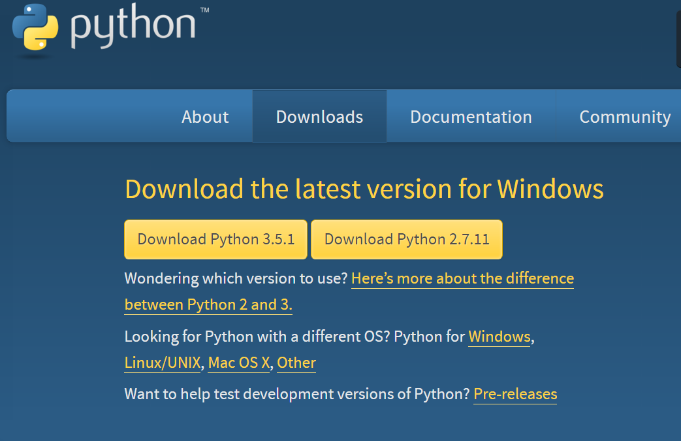 python™
About Downloads Documentation Community
Download the latest version for Windows
Download Python 3.5.1 Download Python 2.7.11
Wondering which version to use? Here's more about the difference
between Python 2 and 3.
Looking for Python with a different OS? Python for Windows,
Linux/UNIX, Mac OS X, Other
Want to help test development versions of Python? Pre-releases